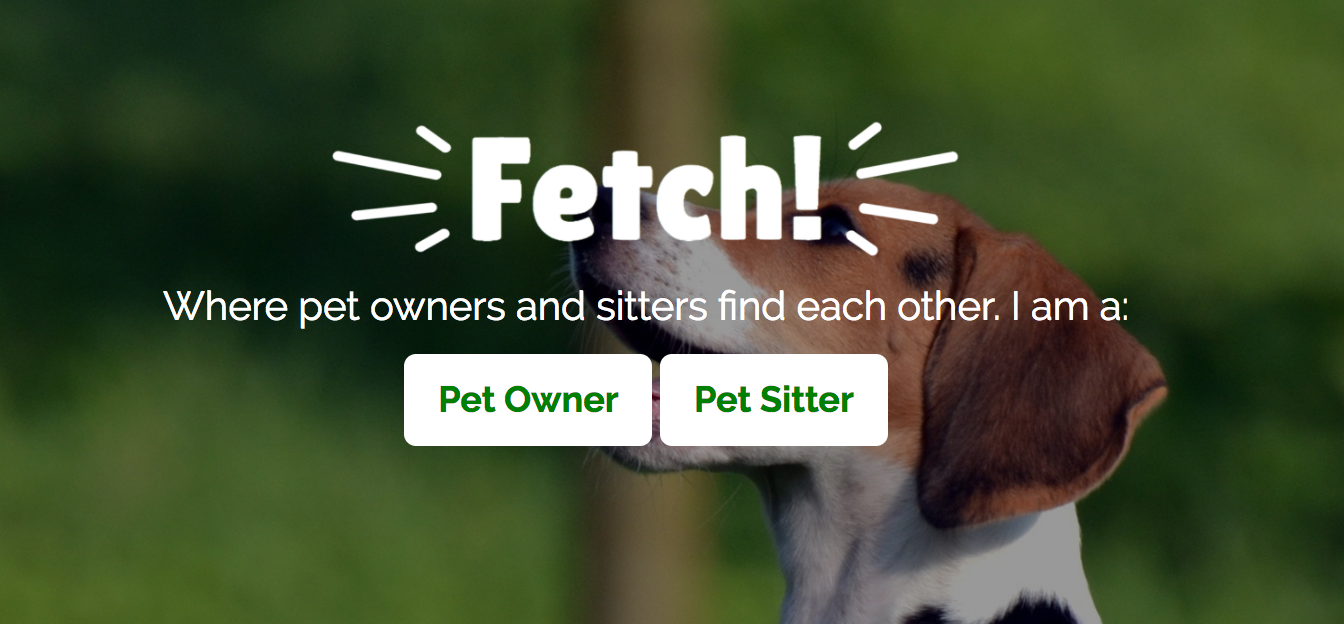 Fetch!
Where pet owners and sitters find each other. I am a:
Pet Owner Pet Sitter